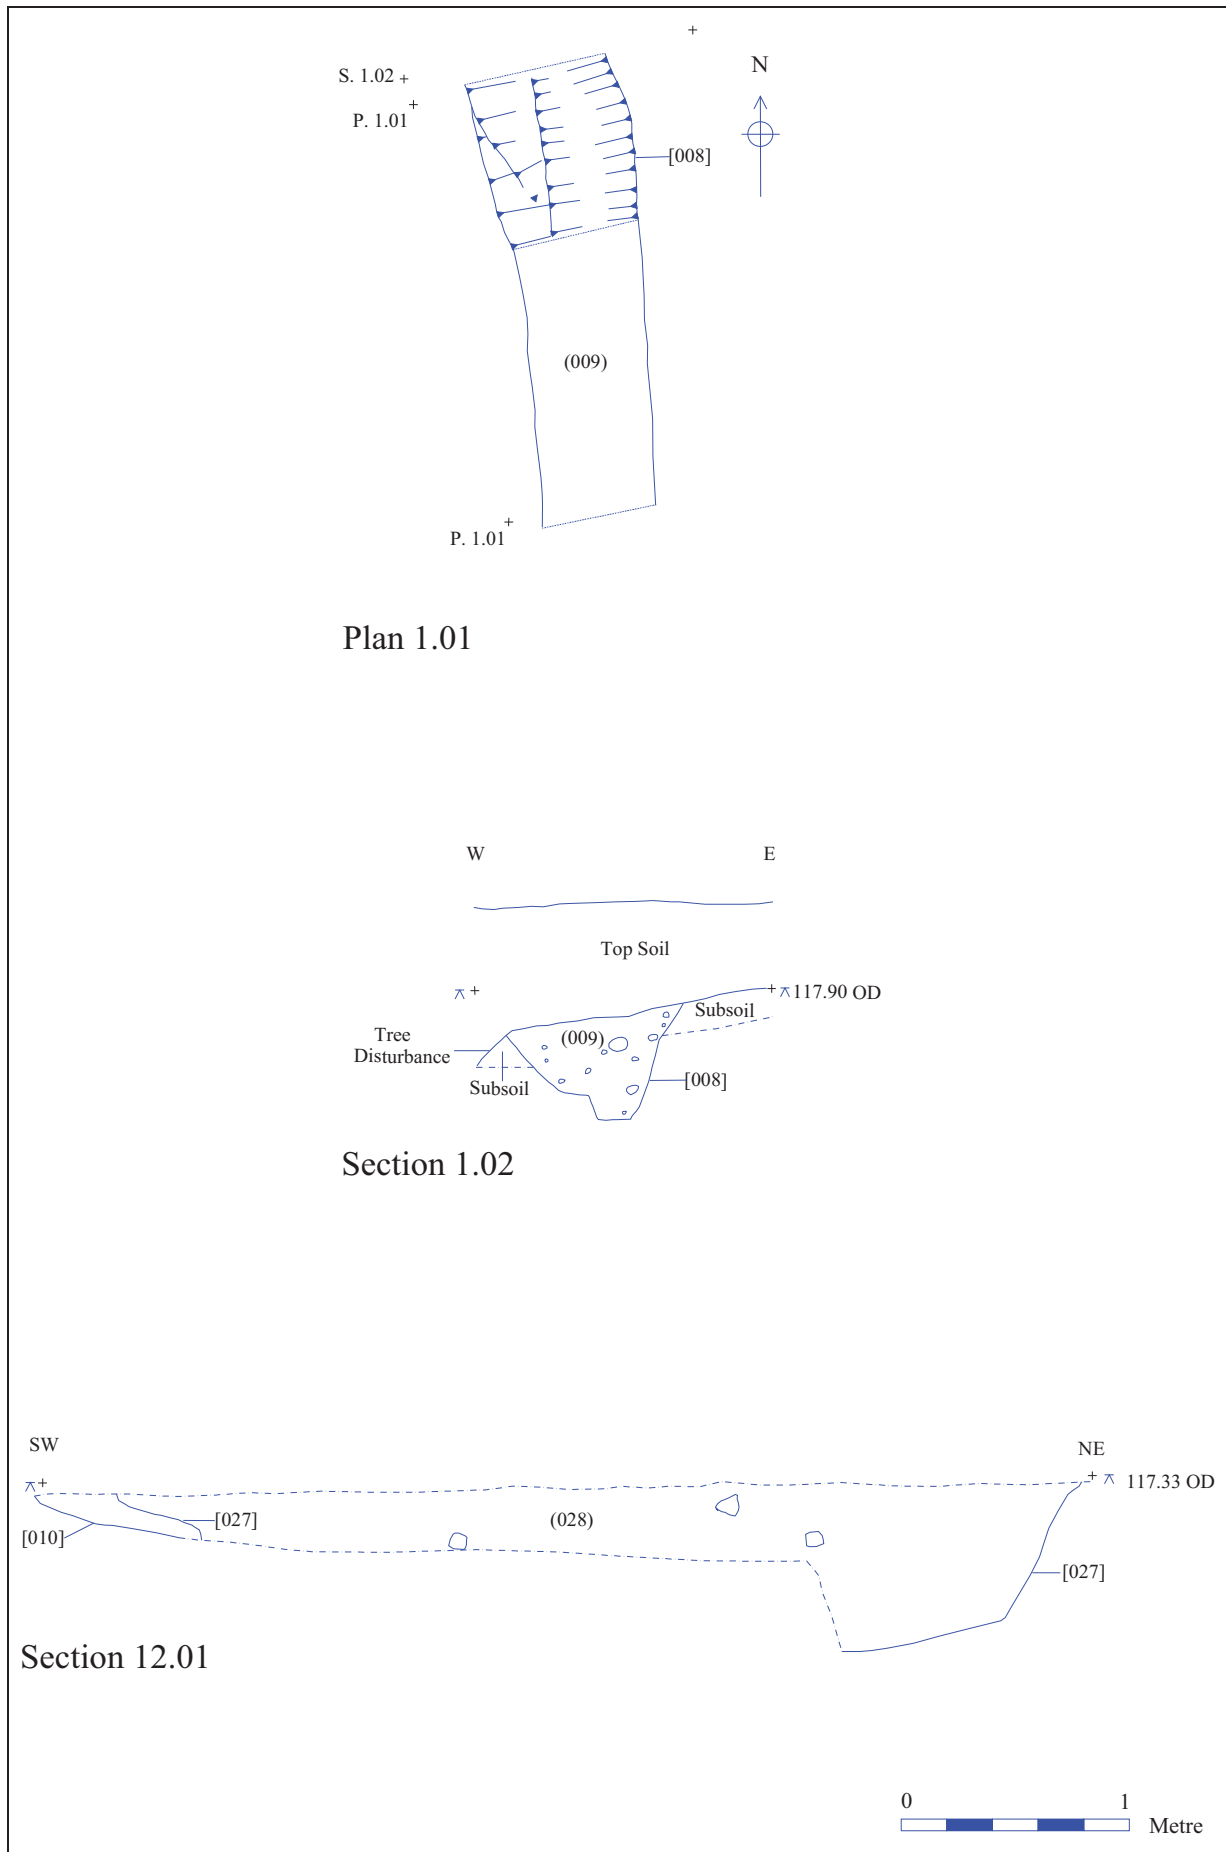 S. 1.02
N
P. 1.01
[008]
(009)
P. 1.01
Plan 1.01
W E
Top Soil
117.90 OD
Subsoil
Tree
Disturbance
(009)
Subsoil
[008]
Section 1.02
SW
NE
117.33 OD
[010]
[027]
(028)
[027]
Section 12.01
0 1
Metre